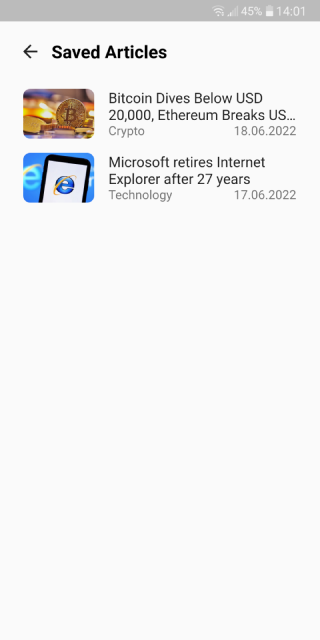 45% 14:01
Saved Articles
Bitcoin Dives Below USD
20,000, Ethereum Breaks US...
Crypto 18.06.2022
Microsoft retires Internet
Explorer after 27 years
Technology 17.06.2022